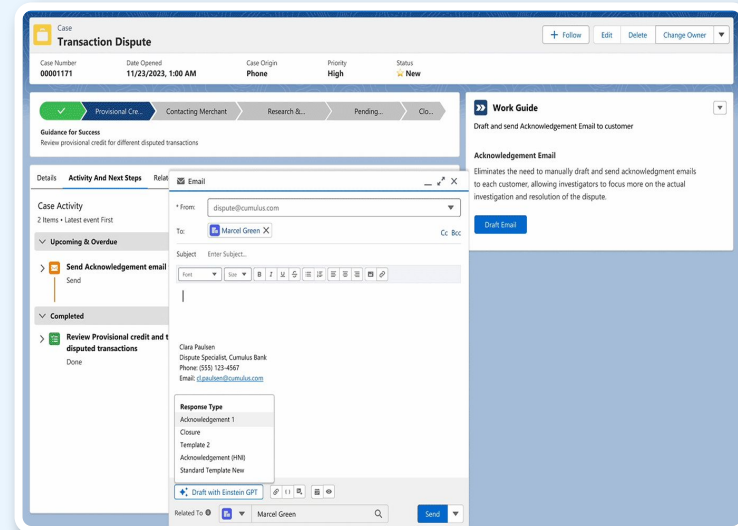 Case
Transaction Dispute
+ Follow
Edit
Delete
Change Owner
Case Number
Date Opened
Case Origin
Priority
Status
00001171
11/23/2023, 1:00 AM
Phone
High
New
Provisional Cre...
Contacting Merchant
Research &...
Pending...
Clo...
Guidance for Success
Review provisional credit for different disputed transactions
Work Guide
Draft and send Acknowledgement Email to customer
Acknowledgement Email
Eliminates the need to manually draft and send acknowledgment emails
to each customer, allowing investigators to focus more on the actual
investigation and resolution of the dispute.
Draft Email
Details
Activity And Next Steps
Relat
Case Activity
2 Items • Latest event First
Upcoming & Overdue
Send Acknowledgement email
Send
Completed
Review Provisional credit and t
disputed transactions
Done
Email
* From:
dispute@cumulus.com
To:
Marcel Green
Cc Bcc
Subject
Enter Subject...
Font
Size
B I U S
Clara Paulsen
Dispute Specialist, Cumulus Bank
Phone: (555) 123-4567
Email: cl.paulsen@cumulus.com
Response Type
Acknowledgement 1
Closure
Template 2
Acknowledgement (HNI)
Standard Template New
Draft with Einstein GPT
Related To
Marcel Green
Send